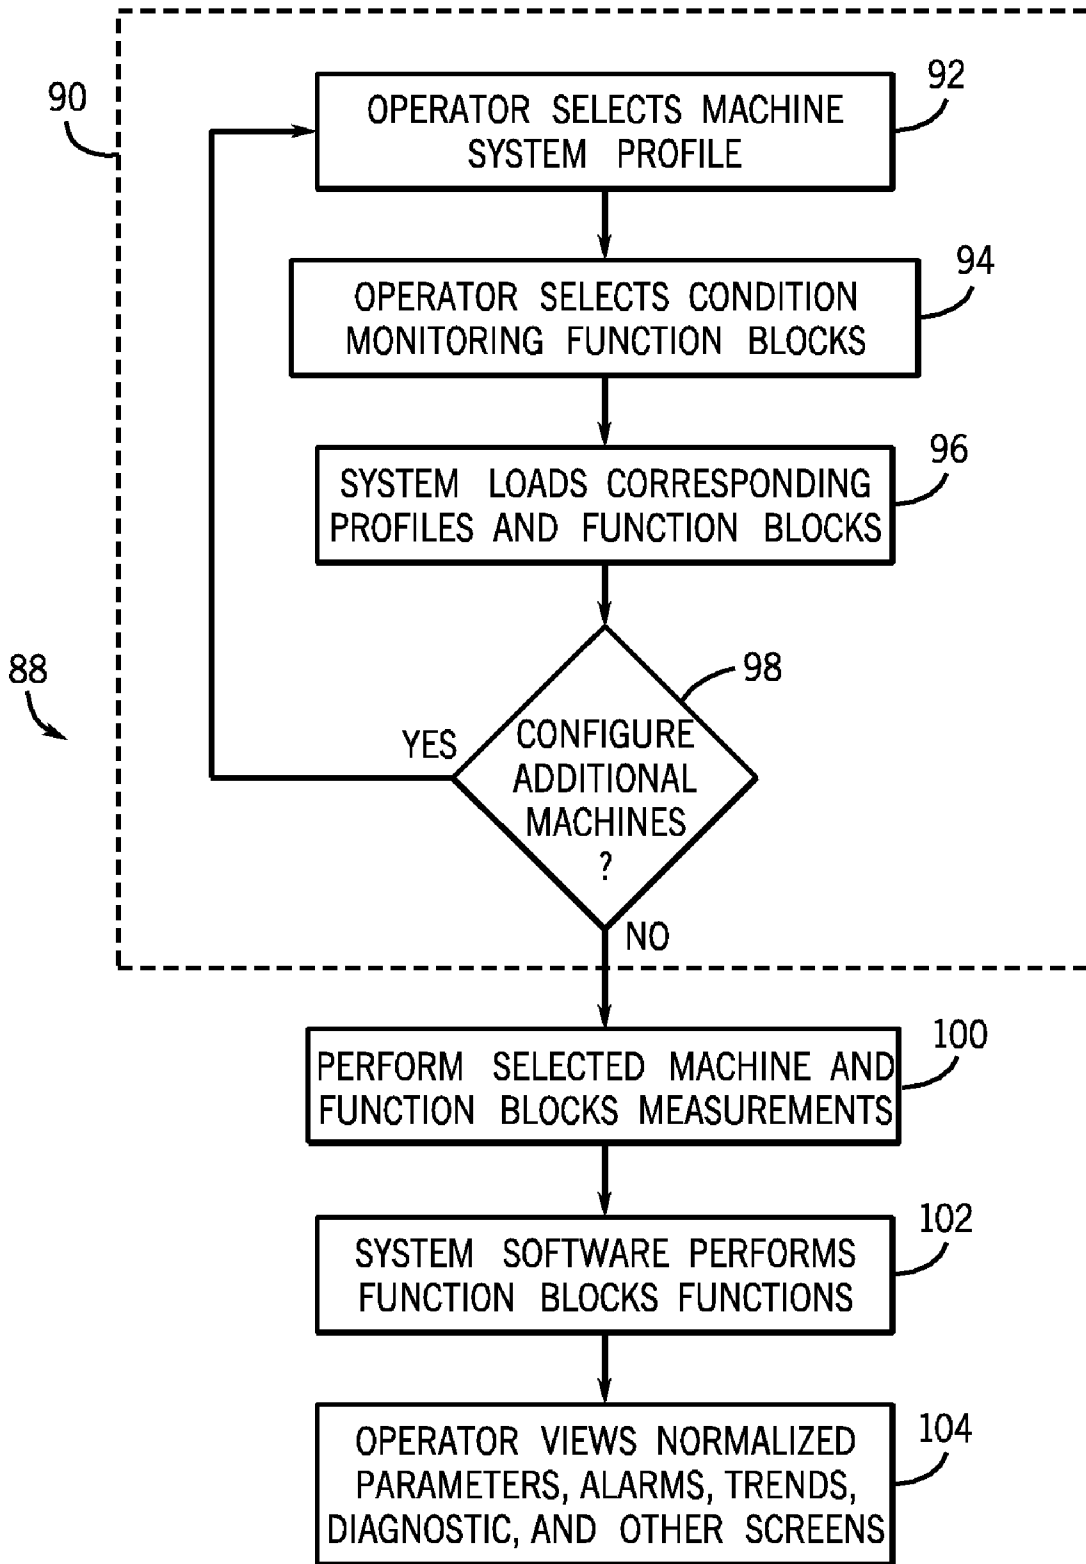 90
92
OPERATOR SELECTS MACHINE
SYSTEM PROFILE
94
OPERATOR SELECTS CONDITION
MONITORING FUNCTION BLOCKS
96
SYSTEM LOADS CORRESPONDING
PROFILES AND FUNCTION BLOCKS
88
98
YES
CONFIGURE
ADDITIONAL
MACHINES
?
NO
100
PERFORM SELECTED MACHINE AND
FUNCTION BLOCKS MEASUREMENTS
102
SYSTEM SOFTWARE PERFORMS
FUNCTION BLOCKS FUNCTIONS
104
OPERATOR VIEWS NORMALIZED
PARAMETERS, ALARMS, TRENDS,
DIAGNOSTIC, AND OTHER SCREENS